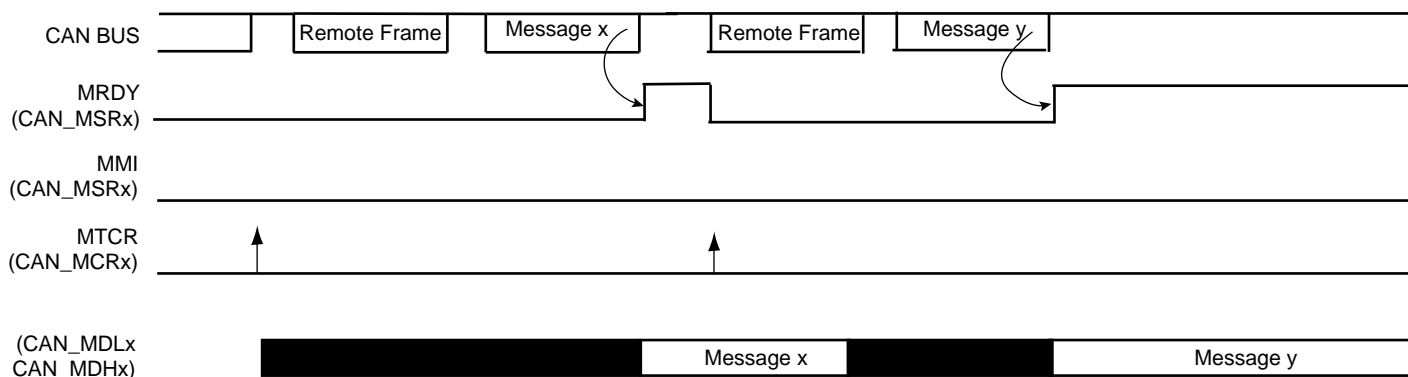 CAN BUS
Remote Frame
Message x
Remote Frame
Message y
MRDY
(CAN_MSRx)
MMI
(CAN_MSRx)
MTCR
(CAN_MCRx)
(CAN_MDLx
CAN_MDHx)
Message x
Message y